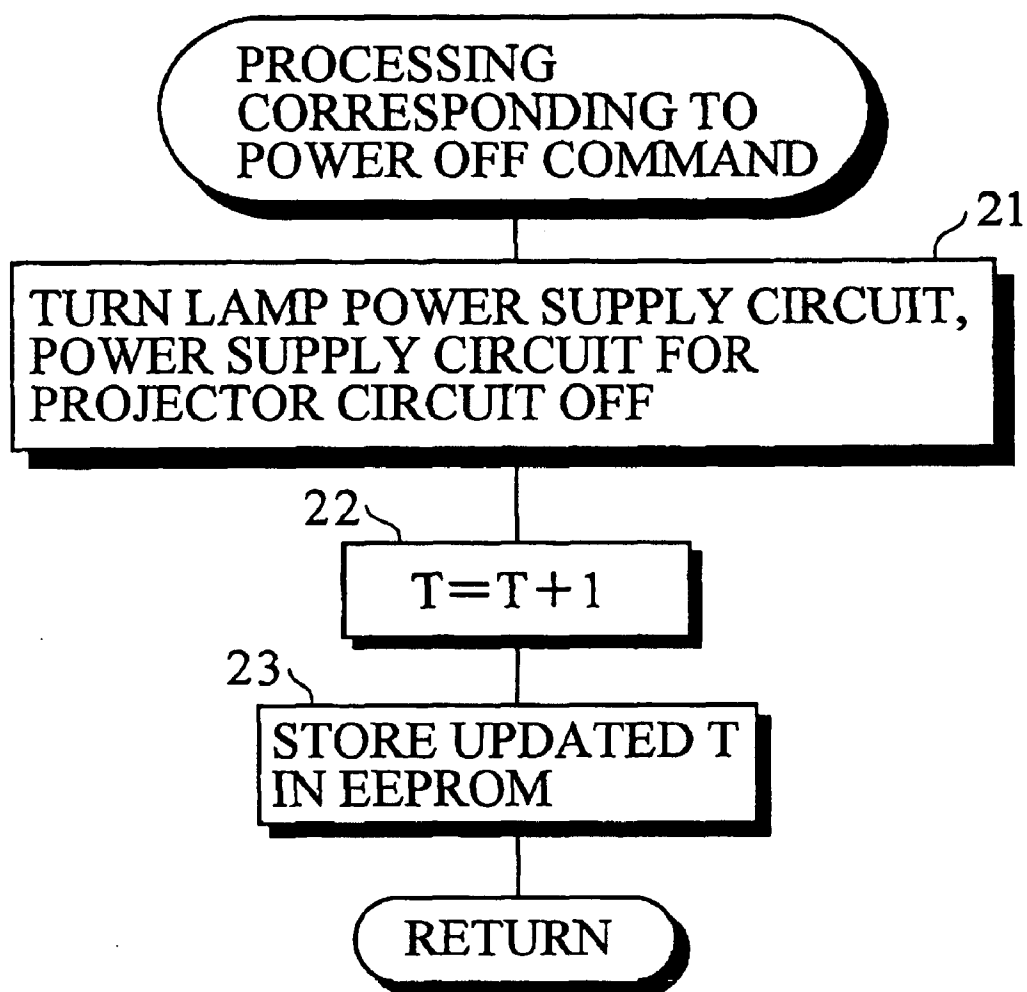 PROCESSING
CORRESPONDING TO
POWER OFF COMMAND
21
TURN LAMP POWER SUPPLY CIRCUIT,
POWER SUPPLY CIRCUIT FOR
PROJECTOR CIRCUIT OFF
22
T=T+1
23
STORE UPDATED T
IN EEPROM
RETURN